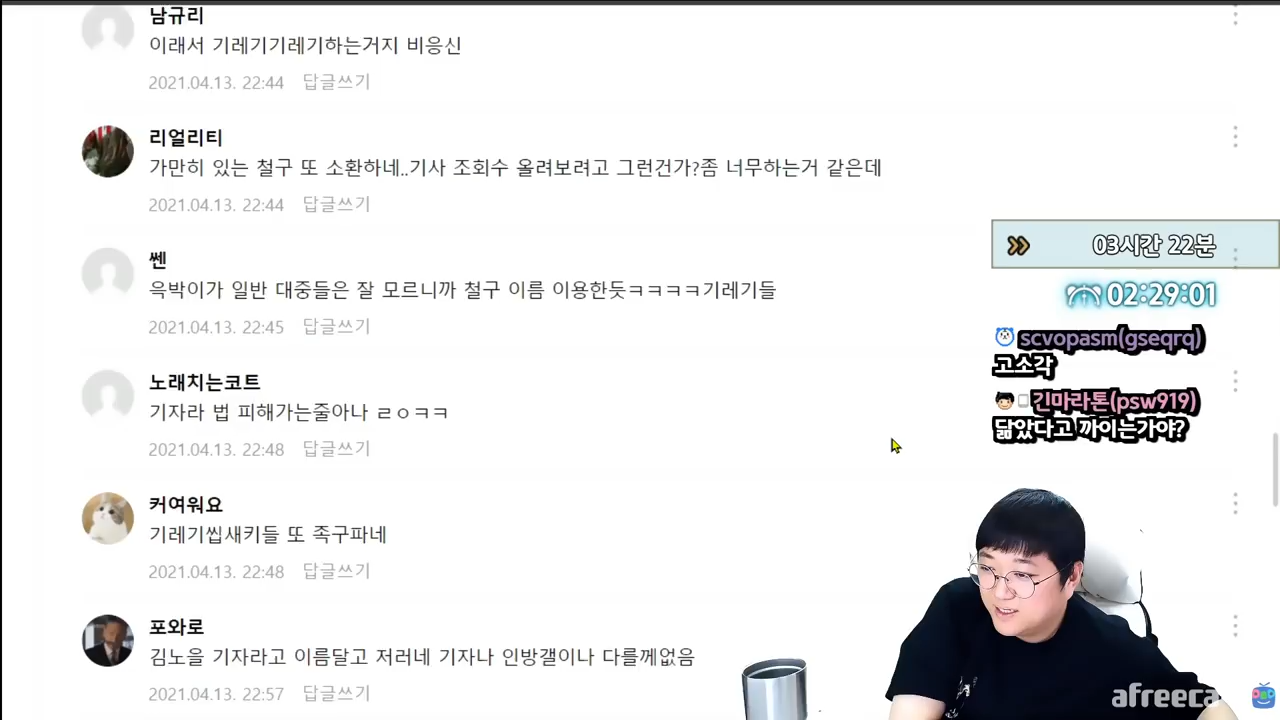 남규리
이래서 기레기기레기하는거지 비응신
2021.04.13. 22:44 답글쓰기
리얼리티
가만히 있는 철구 또 소환하네..기사 조회수 올려보려고 그런건가?좀 너무하는거 같은데
2021.04.13. 22:44 답글쓰기
쎈
윽박이가 일반 대중들은 잘 모르니까 철구 이름 이용한듯ㅋㅋㅋㅋ기레기들
2021.04.13. 22:45 답글쓰기
노래치는코트
기자라 법 피해가는줄아나 ㄹㅇㅋㅋ
2021.04.13. 22:48 답글쓰기
커여워요
기레기씹새키들 또 족구파네
2021.04.13. 22:48 답글쓰기
포와로
김노을 기자라고 이름달고 저러네 기자나 인방갤이나 다를께없음
2021.04.13. 22:57 답글쓰기
03시간 22분
02:29:01
scvopasm(gseqrq)
고소각
긴마라톤(psw919)
닮았다고 까이는가야?
afreeca